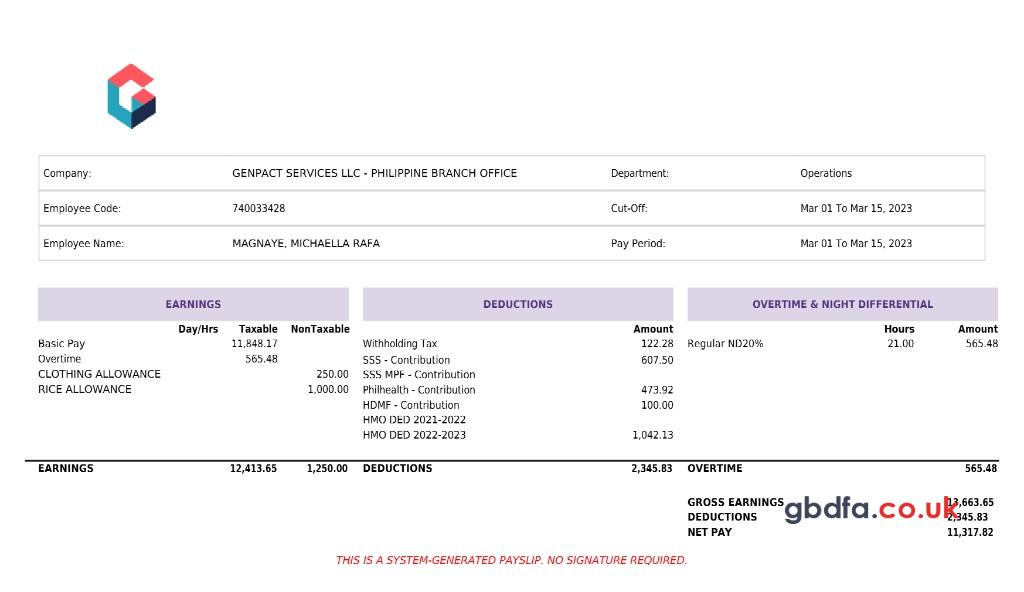 Company: GENPACT SERVICES LLC - PHILIPPINE BRANCH OFFICE Department: Operations
Employee Code: 740033428 Cut-Off: Mar 01 To Mar 15, 2023
Employee Name: MAGNAYE, MICHAELLA RAFA Pay Period: Mar 01 To Mar 15, 2023
EARNINGS DEDUCTIONS OVERTIME & NIGHT DIFFERENTIAL
Day/Hrs Taxable NonTaxable Amount Hours Amount
Basic Pay 11,848.17 Withholding Tax 122.28 Regular ND20% 21.00 565.48
Overtime 565.48 SSS - Contribution 607.50
CLOTHING ALLOWANCE 250.00 SSS MPF - Contribution
RICE ALLOWANCE 1,000.00 Philhealth - Contribution 473.92
HDMF - Contribution 100.00
HMO DED 2021-2022
HMO DED 2022-2023 1,042.13
EARNINGS 12,413.65 1,250.00 DEDUCTIONS 2,345.83 OVERTIME 565.48
GROSS EARNINGS 13,663.65
gbdfa.co.uk
DEDUCTIONS 2,345.83
NET PAY 11,317.82
THIS IS A SYSTEM-GENERATED PAYSLIP. NO SIGNATURE REQUIRED.